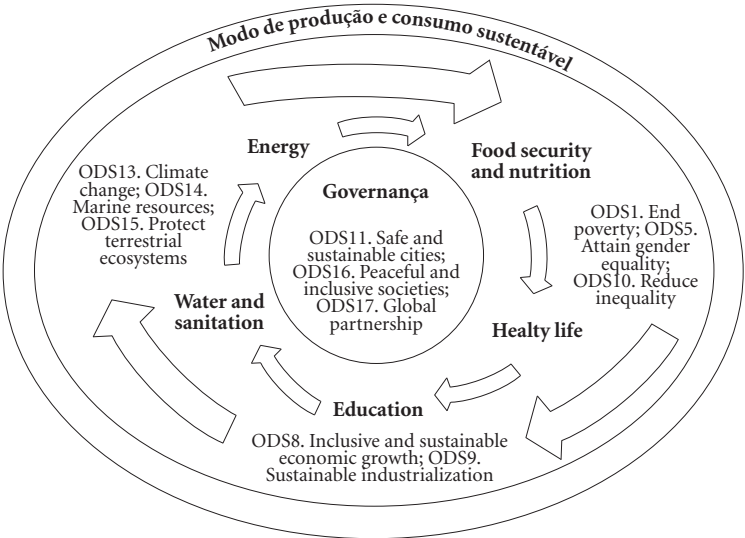 Modo de produção e consumo sustentável
Energy
Food security
and nutrition
ODS13. Climate
change; ODS14.
Marine resources;
ODS15. Protect
terrestrial
ecosystems
Governança
ODS11. Safe and
sustainable cities;
ODS16. Peaceful and
inclusive societies;
ODS17. Global
partnership
ODS1. End
poverty; ODS5.
Attain gender
equality;
ODS10. Reduce
inequality
Water and
sanitation
Healty life
Education
ODS8. Inclusive and sustainable
economic growth; ODS9.
Sustainable industrialization